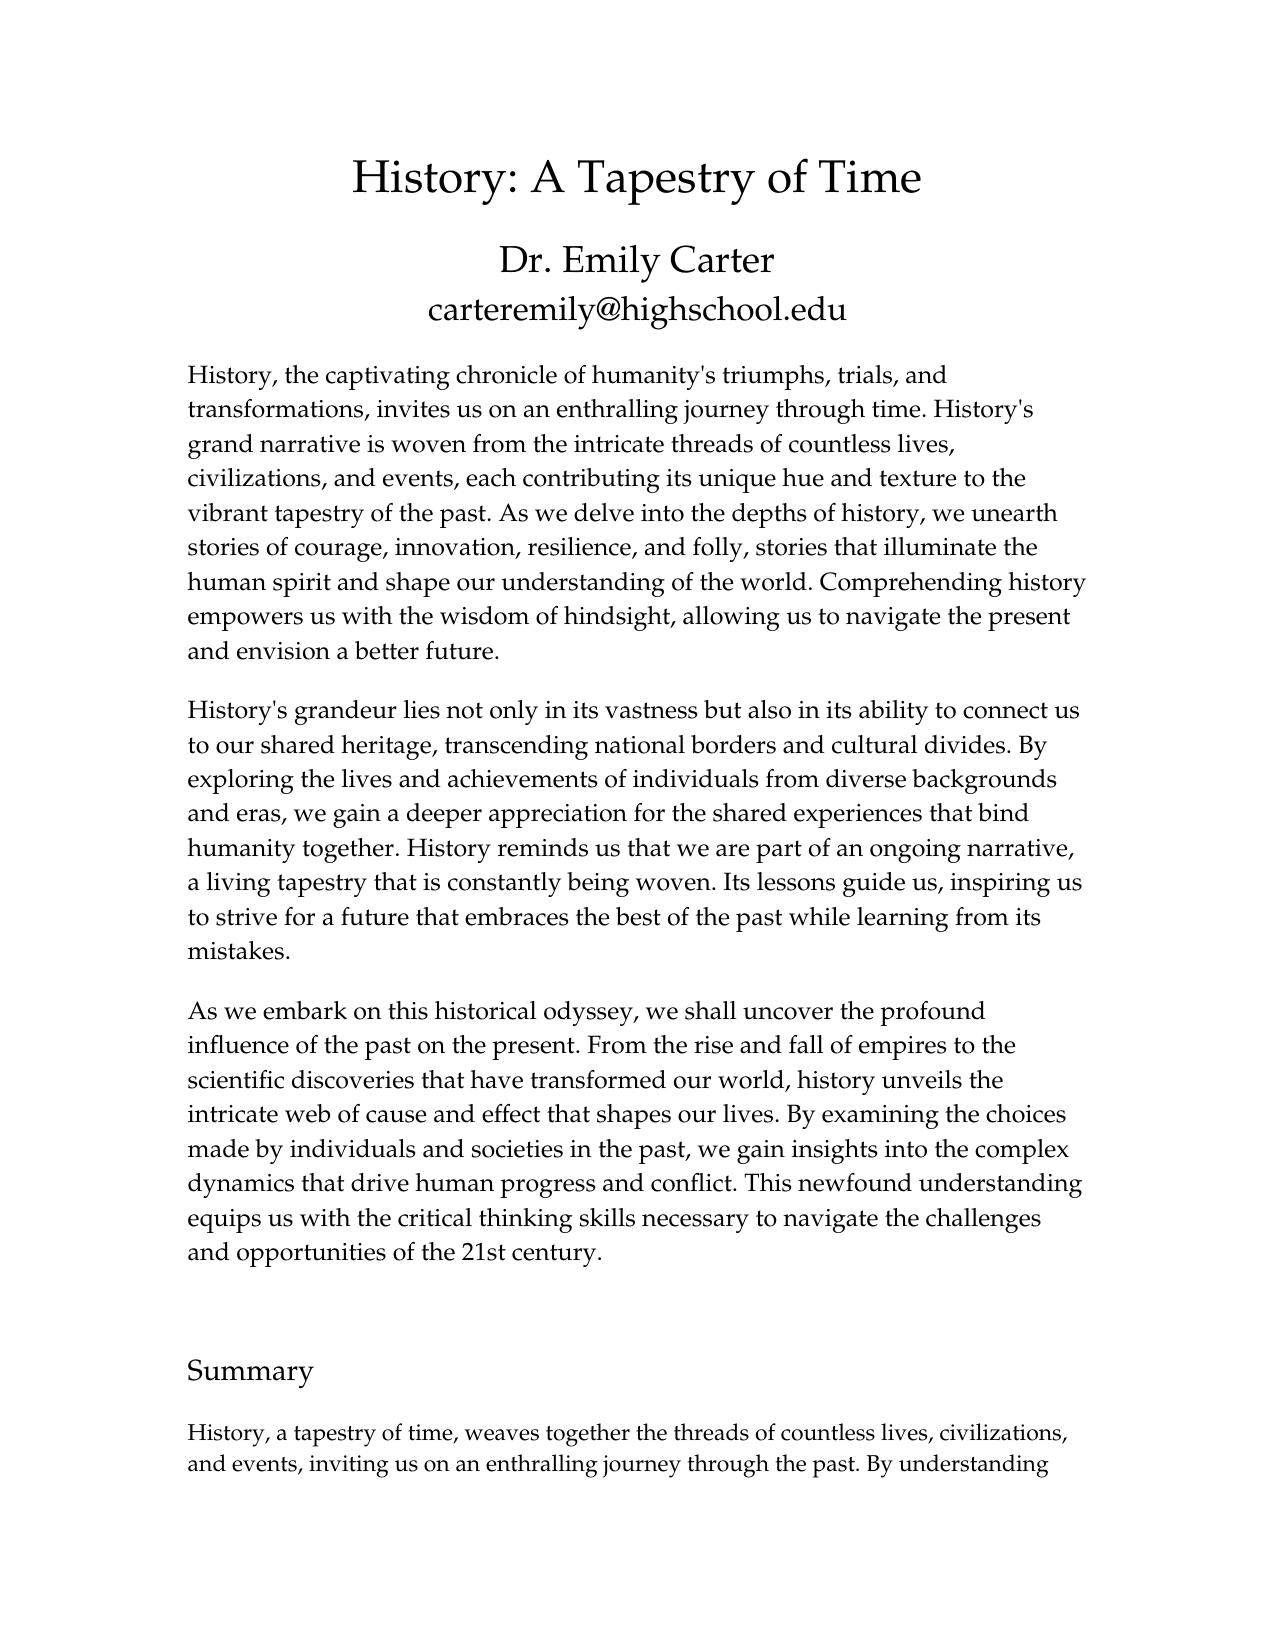 History: A Tapestry of Time
Dr. Emily Carter
carteremily@highschool.edu
History, the captivating chronicle of humanity's triumphs, trials, and
transformations, invites us on an enthralling journey through time. History's
grand narrative is woven from the intricate threads of countless lives,
civilizations, and events, each contributing its unique hue and texture to the
vibrant tapestry of the past. As we delve into the depths of history, we unearth
stories of courage, innovation, resilience, and folly, stories that illuminate the
human spirit and shape our understanding of the world. Comprehending history
empowers us with the wisdom of hindsight, allowing us to navigate the present
and envision a better future.
History's grandeur lies not only in its vastness but also in its ability to connect us
to our shared heritage, transcending national borders and cultural divides. By
exploring the lives and achievements of individuals from diverse backgrounds
and eras, we gain a deeper appreciation for the shared experiences that bind
humanity together. History reminds us that we are part of an ongoing narrative,
a living tapestry that is constantly being woven. Its lessons guide us, inspiring us
to strive for a future that embraces the best of the past while learning from its
mistakes.
As we embark on this historical odyssey, we shall uncover the profound
influence of the past on the present. From the rise and fall of empires to the
scientific discoveries that have transformed our world, history unveils the
intricate web of cause and effect that shapes our lives. By examining the choices
made by individuals and societies in the past, we gain insights into the complex
dynamics that drive human progress and conflict. This newfound understanding
equips us with the critical thinking skills necessary to navigate the challenges
and opportunities of the 21st century.
Summary
History, a tapestry of time, weaves together the threads of countless lives, civilizations,
and events, inviting us on an enthralling journey through the past. By understanding